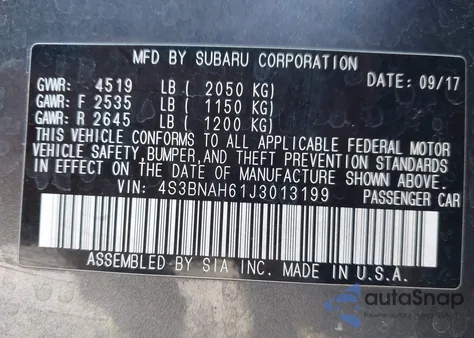 MFD BY SUBARU CORPORATION
DATE: 09/17
GVWR: 4519 LB ( 2050 KG)
GAWR: F 2535 LB ( 1150 KG)
GAWR: R 2645 LB ( 1200 KG)
THIS VEHICLE CONFORMS TO ALL APPLICABLE FEDERAL MOTOR
VEHICLE SAFETY,BUMPER,AND THEFT PREVENTION STANDARDS
IN EFFECT ON THE DATE OF MANUFACTURE SHOWN ABOVE.
VIN: 4S3BNAH61J3013199 PASSENGER CAR
ASSEMBLED BY SIA INC. MADE IN U.S.A.
autoSnap